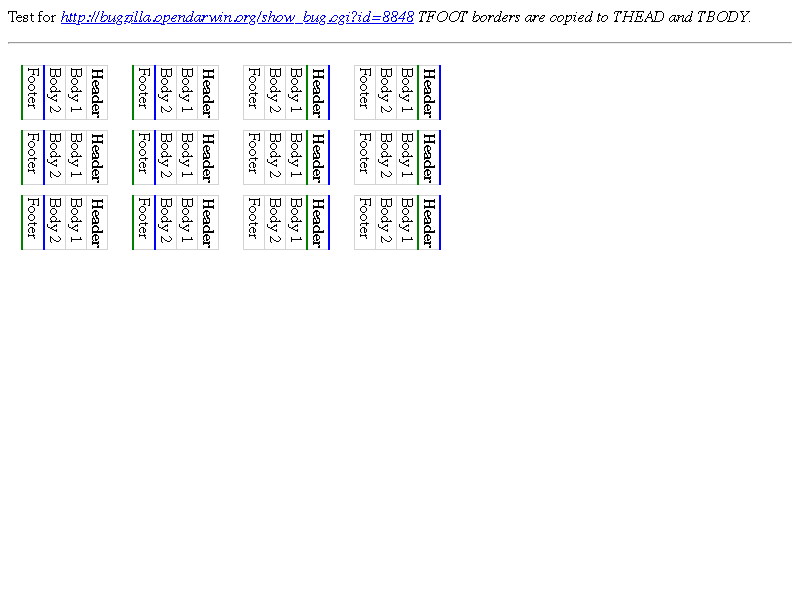 Test for http://bugzilla.opendarwin.org/show_bug.cgi?id=8848 TFOOT borders are copied to THEAD and TBODY.
Header
Body 1
Body 2
Footer
Header
Body 1
Body 2
Footer
Header
Body 1
Body 2
Footer
Header
Body 1
Body 2
Footer
Header
Body 1
Body 2
Footer
Header
Body 1
Body 2
Footer
Header
Body 1
Body 2
Footer
Header
Body 1
Body 2
Footer
Header
Body 1
Body 2
Footer
Header
Body 1
Body 2
Footer
Header
Body 1
Body 2
Footer
Header
Body 1
Body 2
Footer